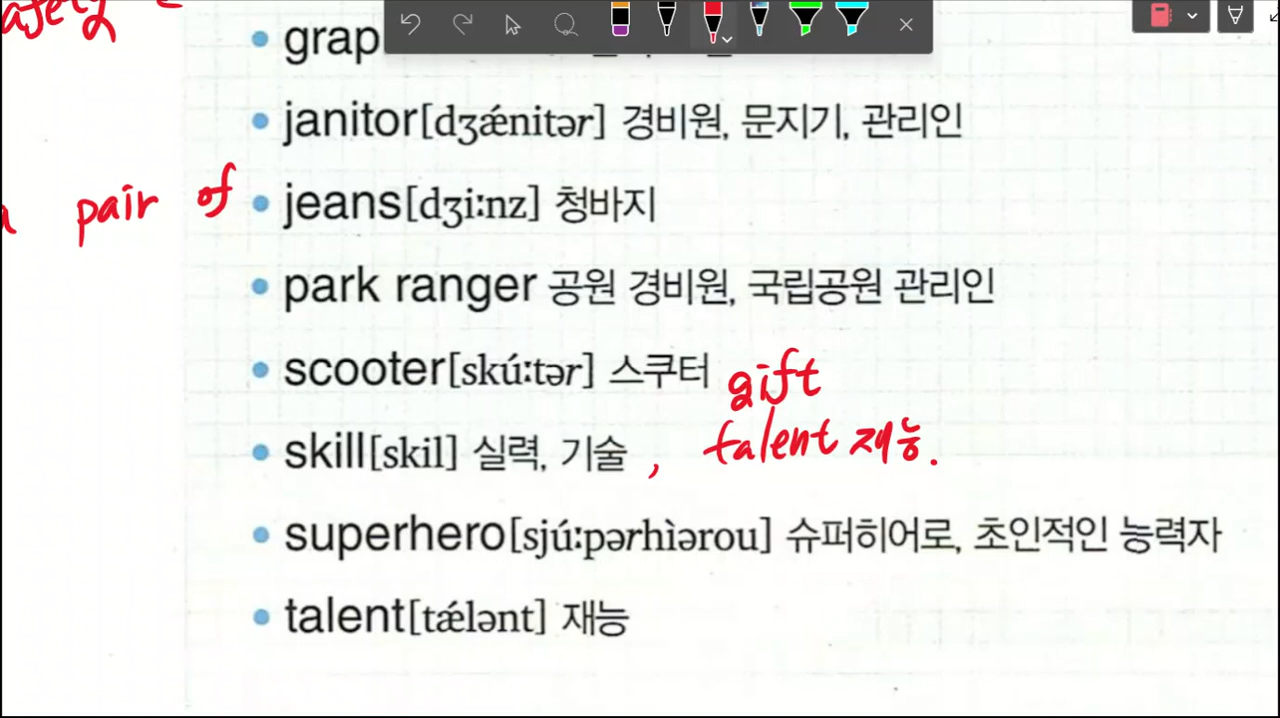 afety
grap
janitor[dʒǽnitər] 경비원, 문지기, 관리인
a pair of
jeans[dʒiːnz] 청바지
park ranger 공원 경비원, 국립공원 관리인
scooter[skúːtər] 스쿠터
gift
skill[skil] 실력, 기술 , talent 재능.
superhero[sjúːpərhìərou] 슈퍼히어로, 초인적인 능력자
talent[tǽlənt] 재능